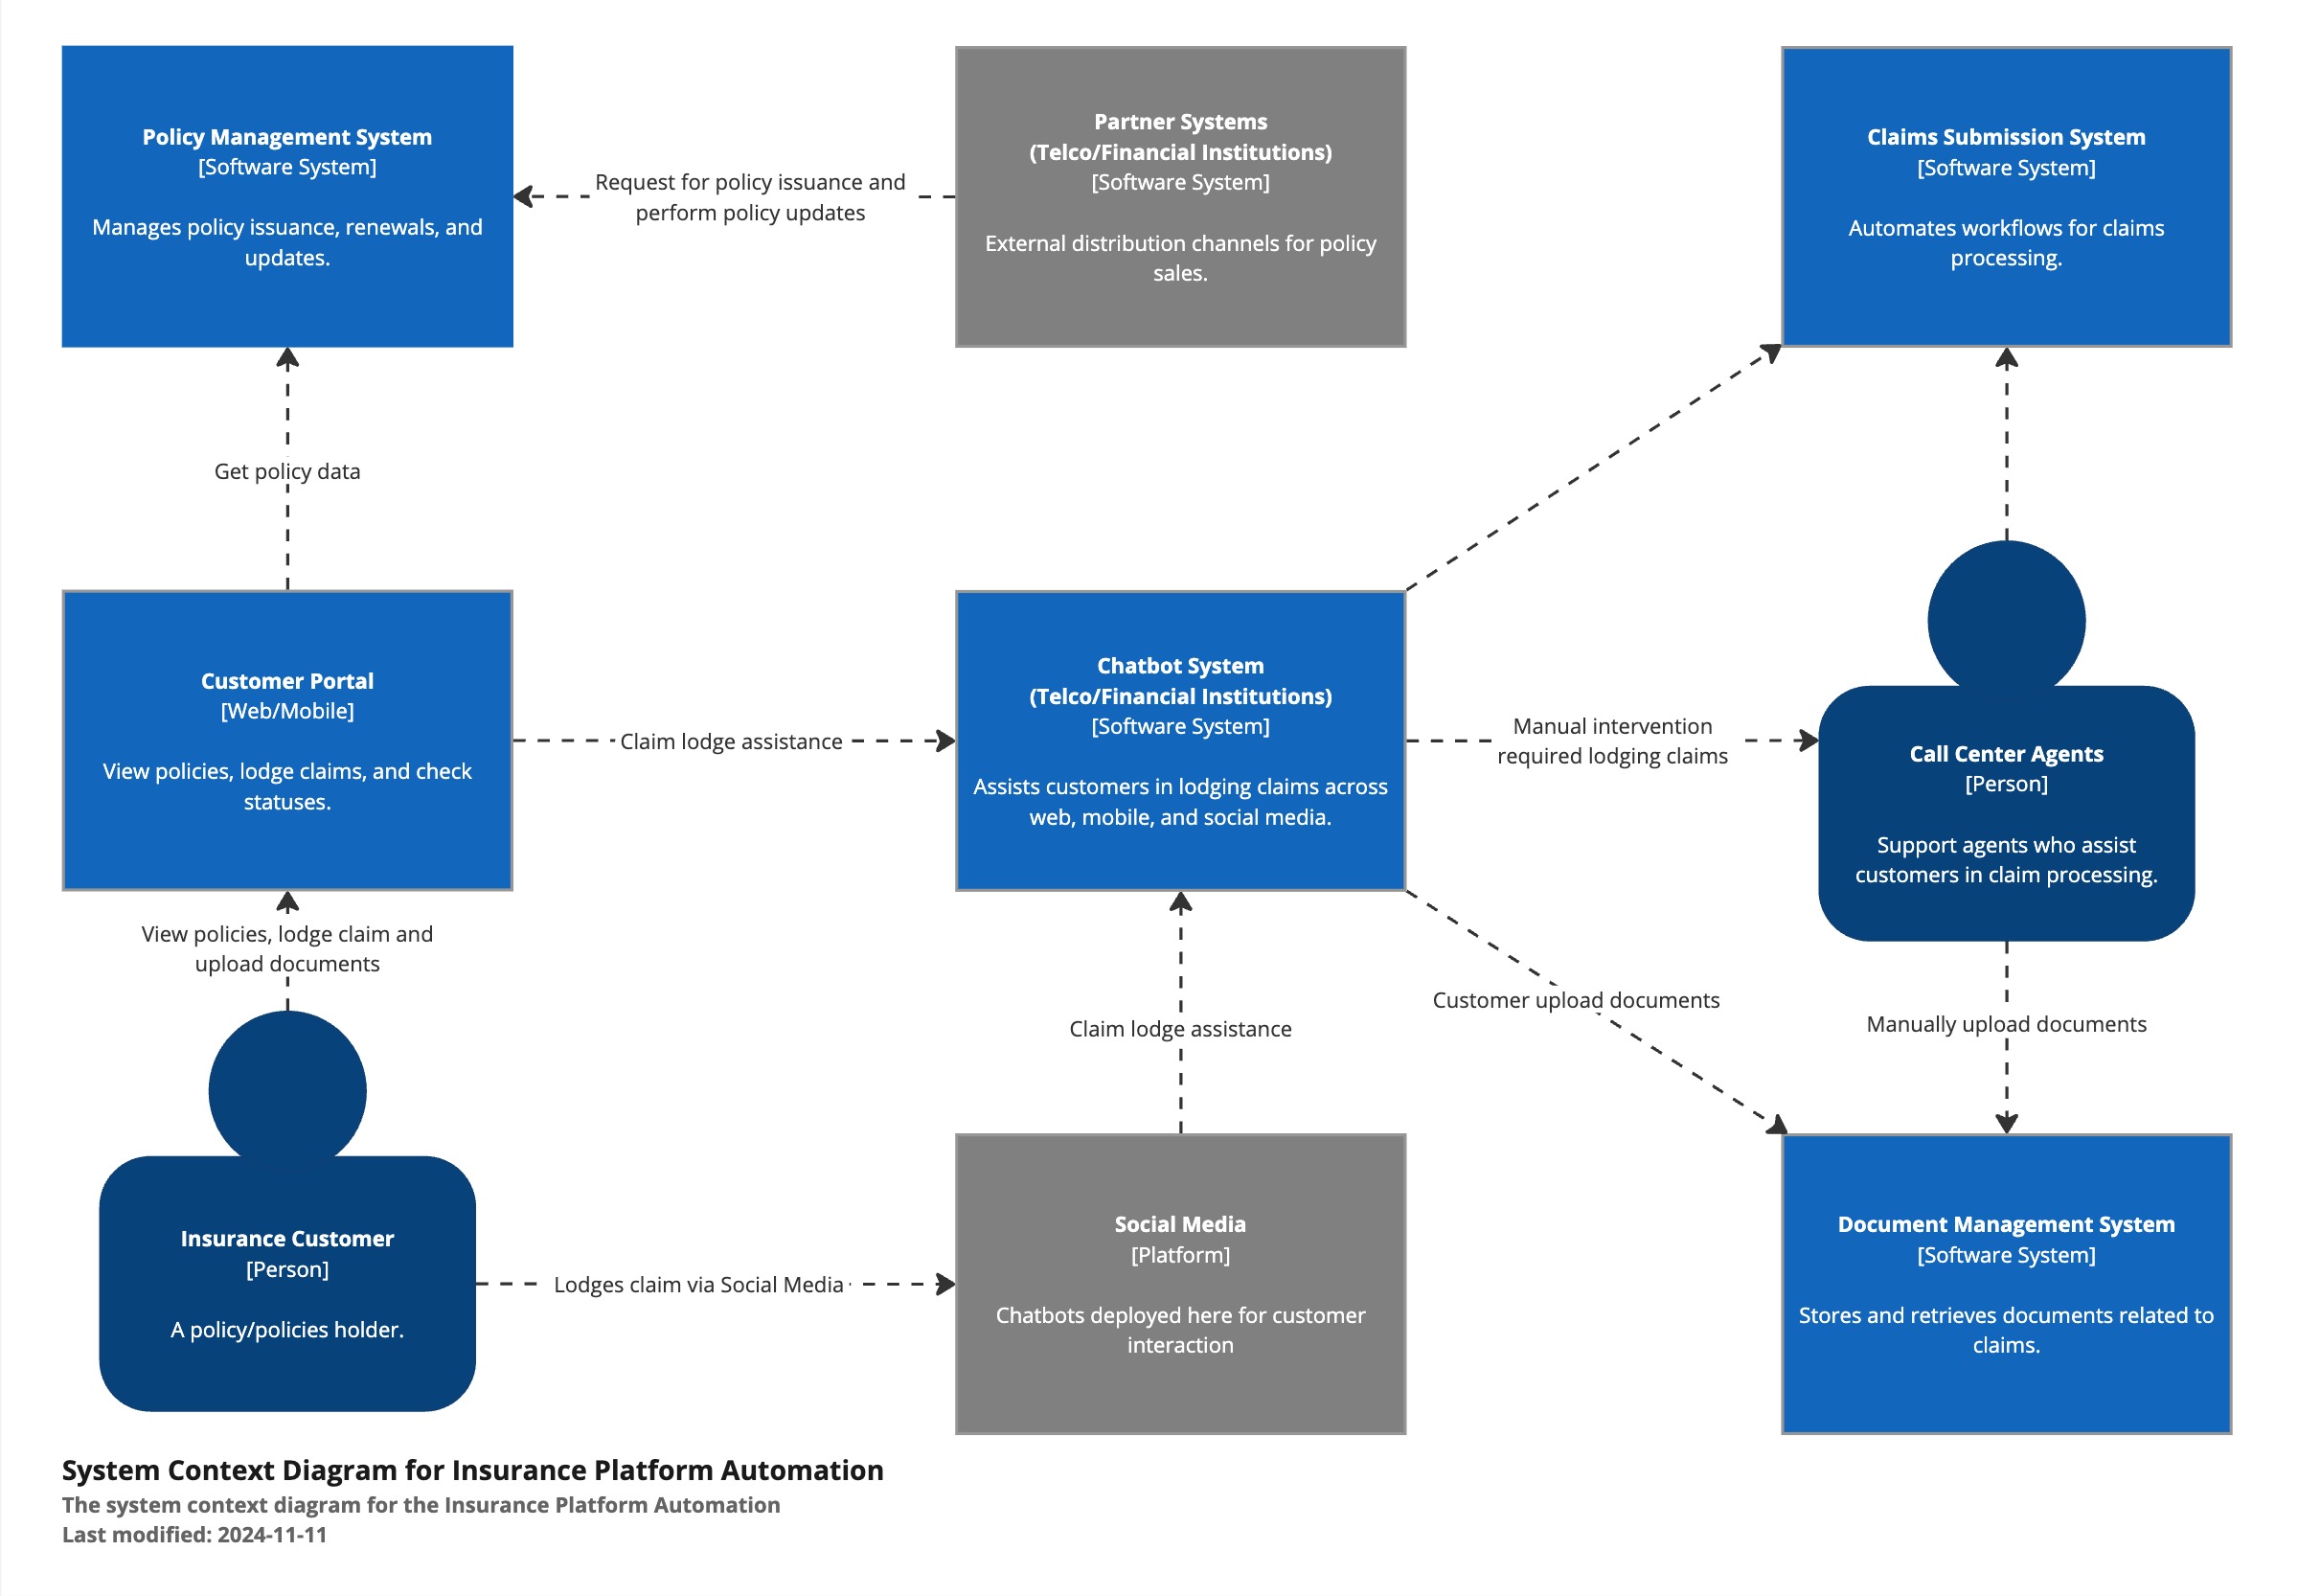 Policy Management System
[Software System]
Manages policy issuance, renewals, and
updates.
Request for policy issuance and
perform policy updates
Partner Systems
(Telco/Financial Institutions)
[Software System]
External distribution channels for policy
sales.
Claims Submission System
[Software System]
Automates workflows for claims
processing.
Get policy data
Customer Portal
[Web/Mobile]
View policies, lodge claims, and check
statuses.
Claim lodge assistance
Chatbot System
(Telco/Financial Institutions)
[Software System]
Assists customers in lodging claims across
web, mobile, and social media.
Manual intervention
required lodging claims
Call Center Agents
[Person]
Support agents who assist
customers in claim processing.
View policies, lodge claim and
upload documents
Claim lodge assistance
Customer upload documents
Manually upload documents
Insurance Customer
[Person]
A policy/policies holder.
Lodges claim via Social Media
Social Media
[Platform]
Chatbots deployed here for customer
interaction
Document Management System
[Software System]
Stores and retrieves documents related to
claims.
System Context Diagram for Insurance Platform Automation
The system context diagram for the Insurance Platform Automation
Last modified: 2024-11-11